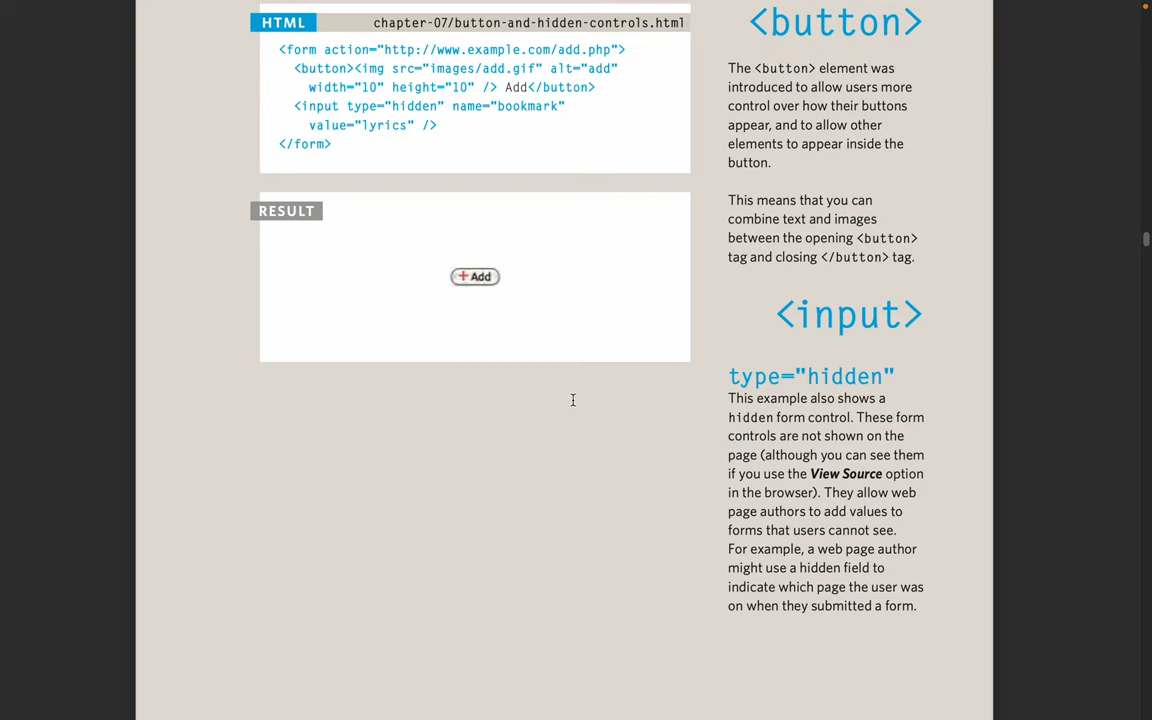 HTML
chapter-07/button-and-hidden-controls.html
<form action="http://www.example.com/add.php">
<button><img src="images/add.gif" alt="add"
width="10" height="10" /> Add</button>
<input type="hidden" name="bookmark"
value="lyrics" />
</form>
RESULT
+ Add
<button>
The <button> element was
introduced to allow users more
control over how their buttons
appear, and to allow other
elements to appear inside the
button.
This means that you can
combine text and images
between the opening <button>
tag and closing </button> tag.
<input>
type="hidden"
This example also shows a
hidden form control. These form
controls are not shown on the
page (although you can see them
if you use the View Source option
in the browser). They allow web
page authors to add values to
forms that users cannot see.
For example, a web page author
might use a hidden field to
indicate which page the user was
on when they submitted a form.